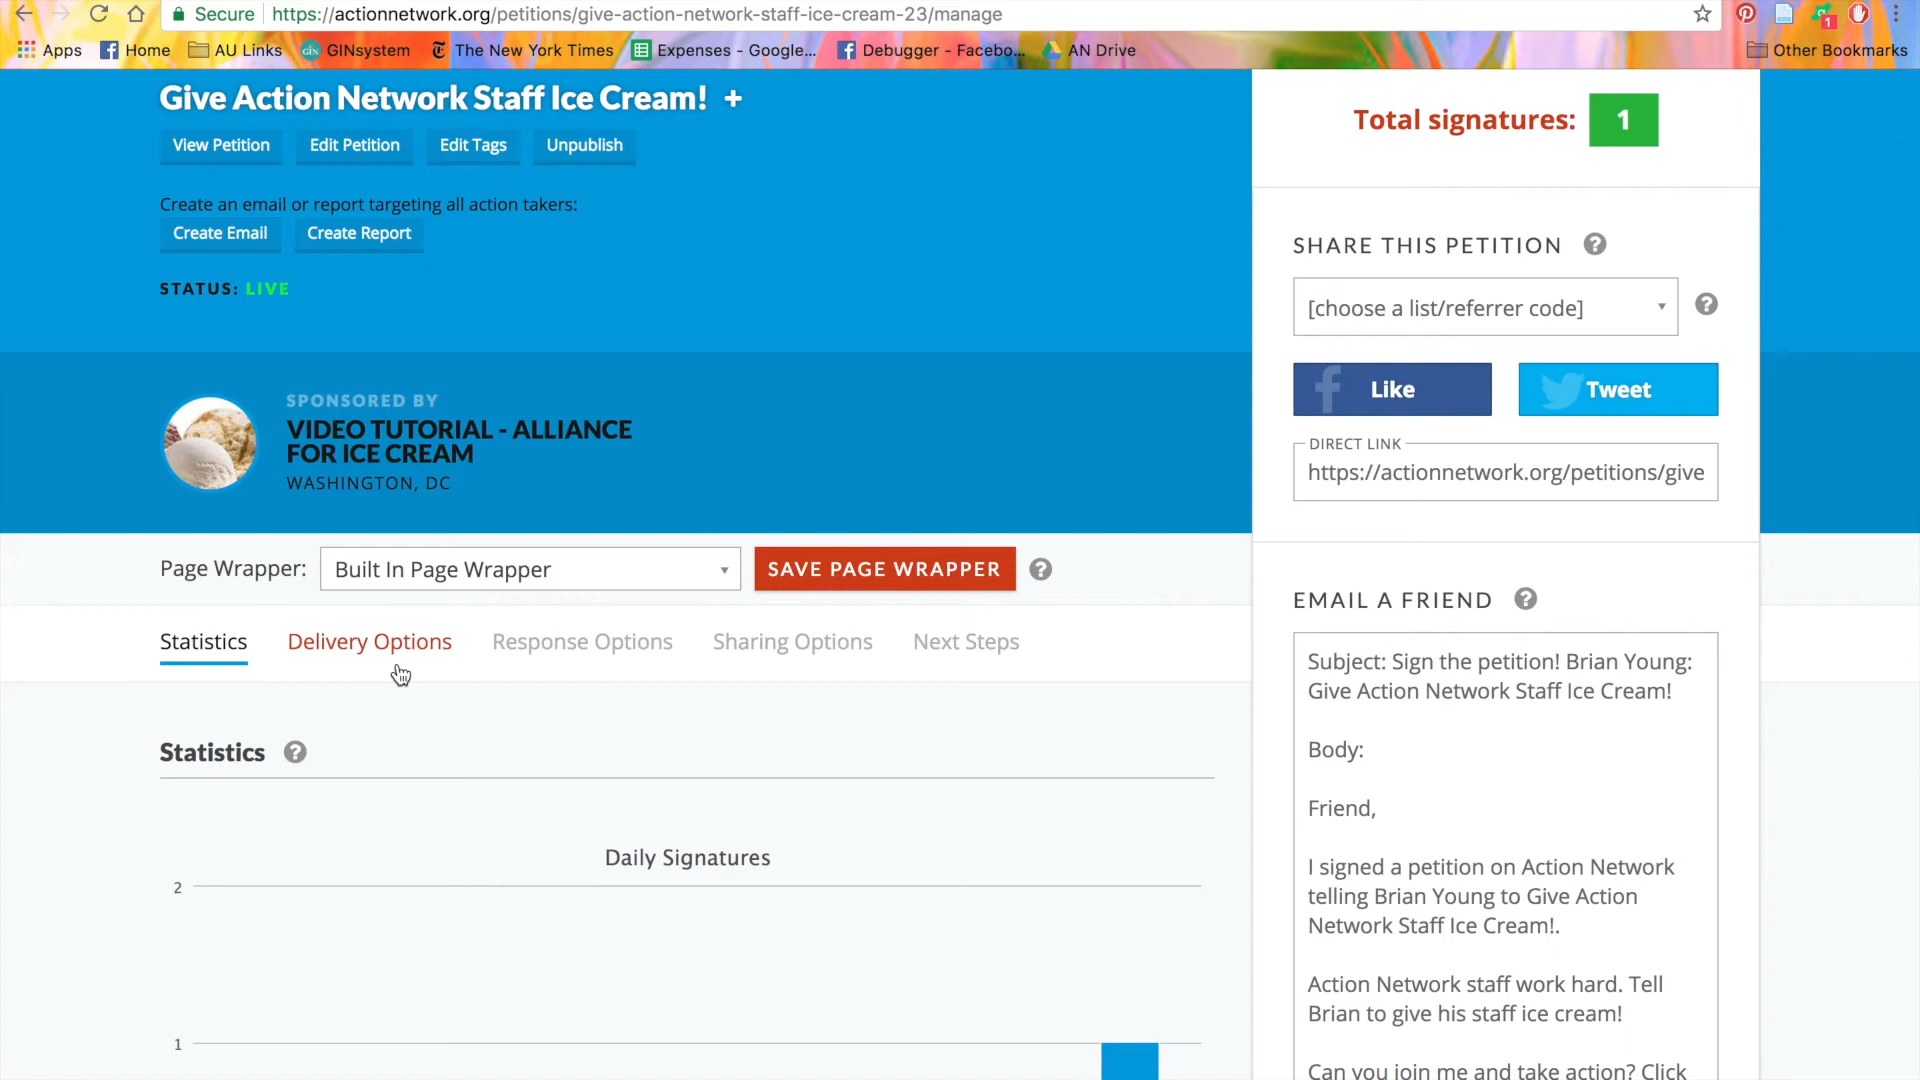 Secure https://actionnetwork.org/petitions/give-action-network-staff-ice-cream-23/manage
1
Apps Home AU Links GINsystem The New York Times Expenses - Google... Debugger - Facebo... AN Drive Other Bookmarks
Give Action Network Staff Ice Cream! +
View Petition Edit Petition Edit Tags Unpublish
Create an email or report targeting all action takers:
Create Email Create Report
STATUS: LIVE
SPONSORED BY
VIDEO TUTORIAL - ALLIANCE
FOR ICE CREAM
WASHINGTON, DC
Page Wrapper: Built In Page Wrapper SAVE PAGE WRAPPER ?
Statistics Delivery Options Response Options Sharing Options Next Steps
Statistics ?
Daily Signatures
2
1
Total signatures: 1
SHARE THIS PETITION ?
[choose a list/referrer code] ?
Like Tweet
DIRECT LINK
https://actionnetwork.org/petitions/give
EMAIL A FRIEND ?
Subject: Sign the petition! Brian Young:
Give Action Network Staff Ice Cream!
Body:
Friend,
I signed a petition on Action Network
telling Brian Young to Give Action
Network Staff Ice Cream!.
Action Network staff work hard. Tell
Brian to give his staff ice cream!
Can you join me and take action? Click